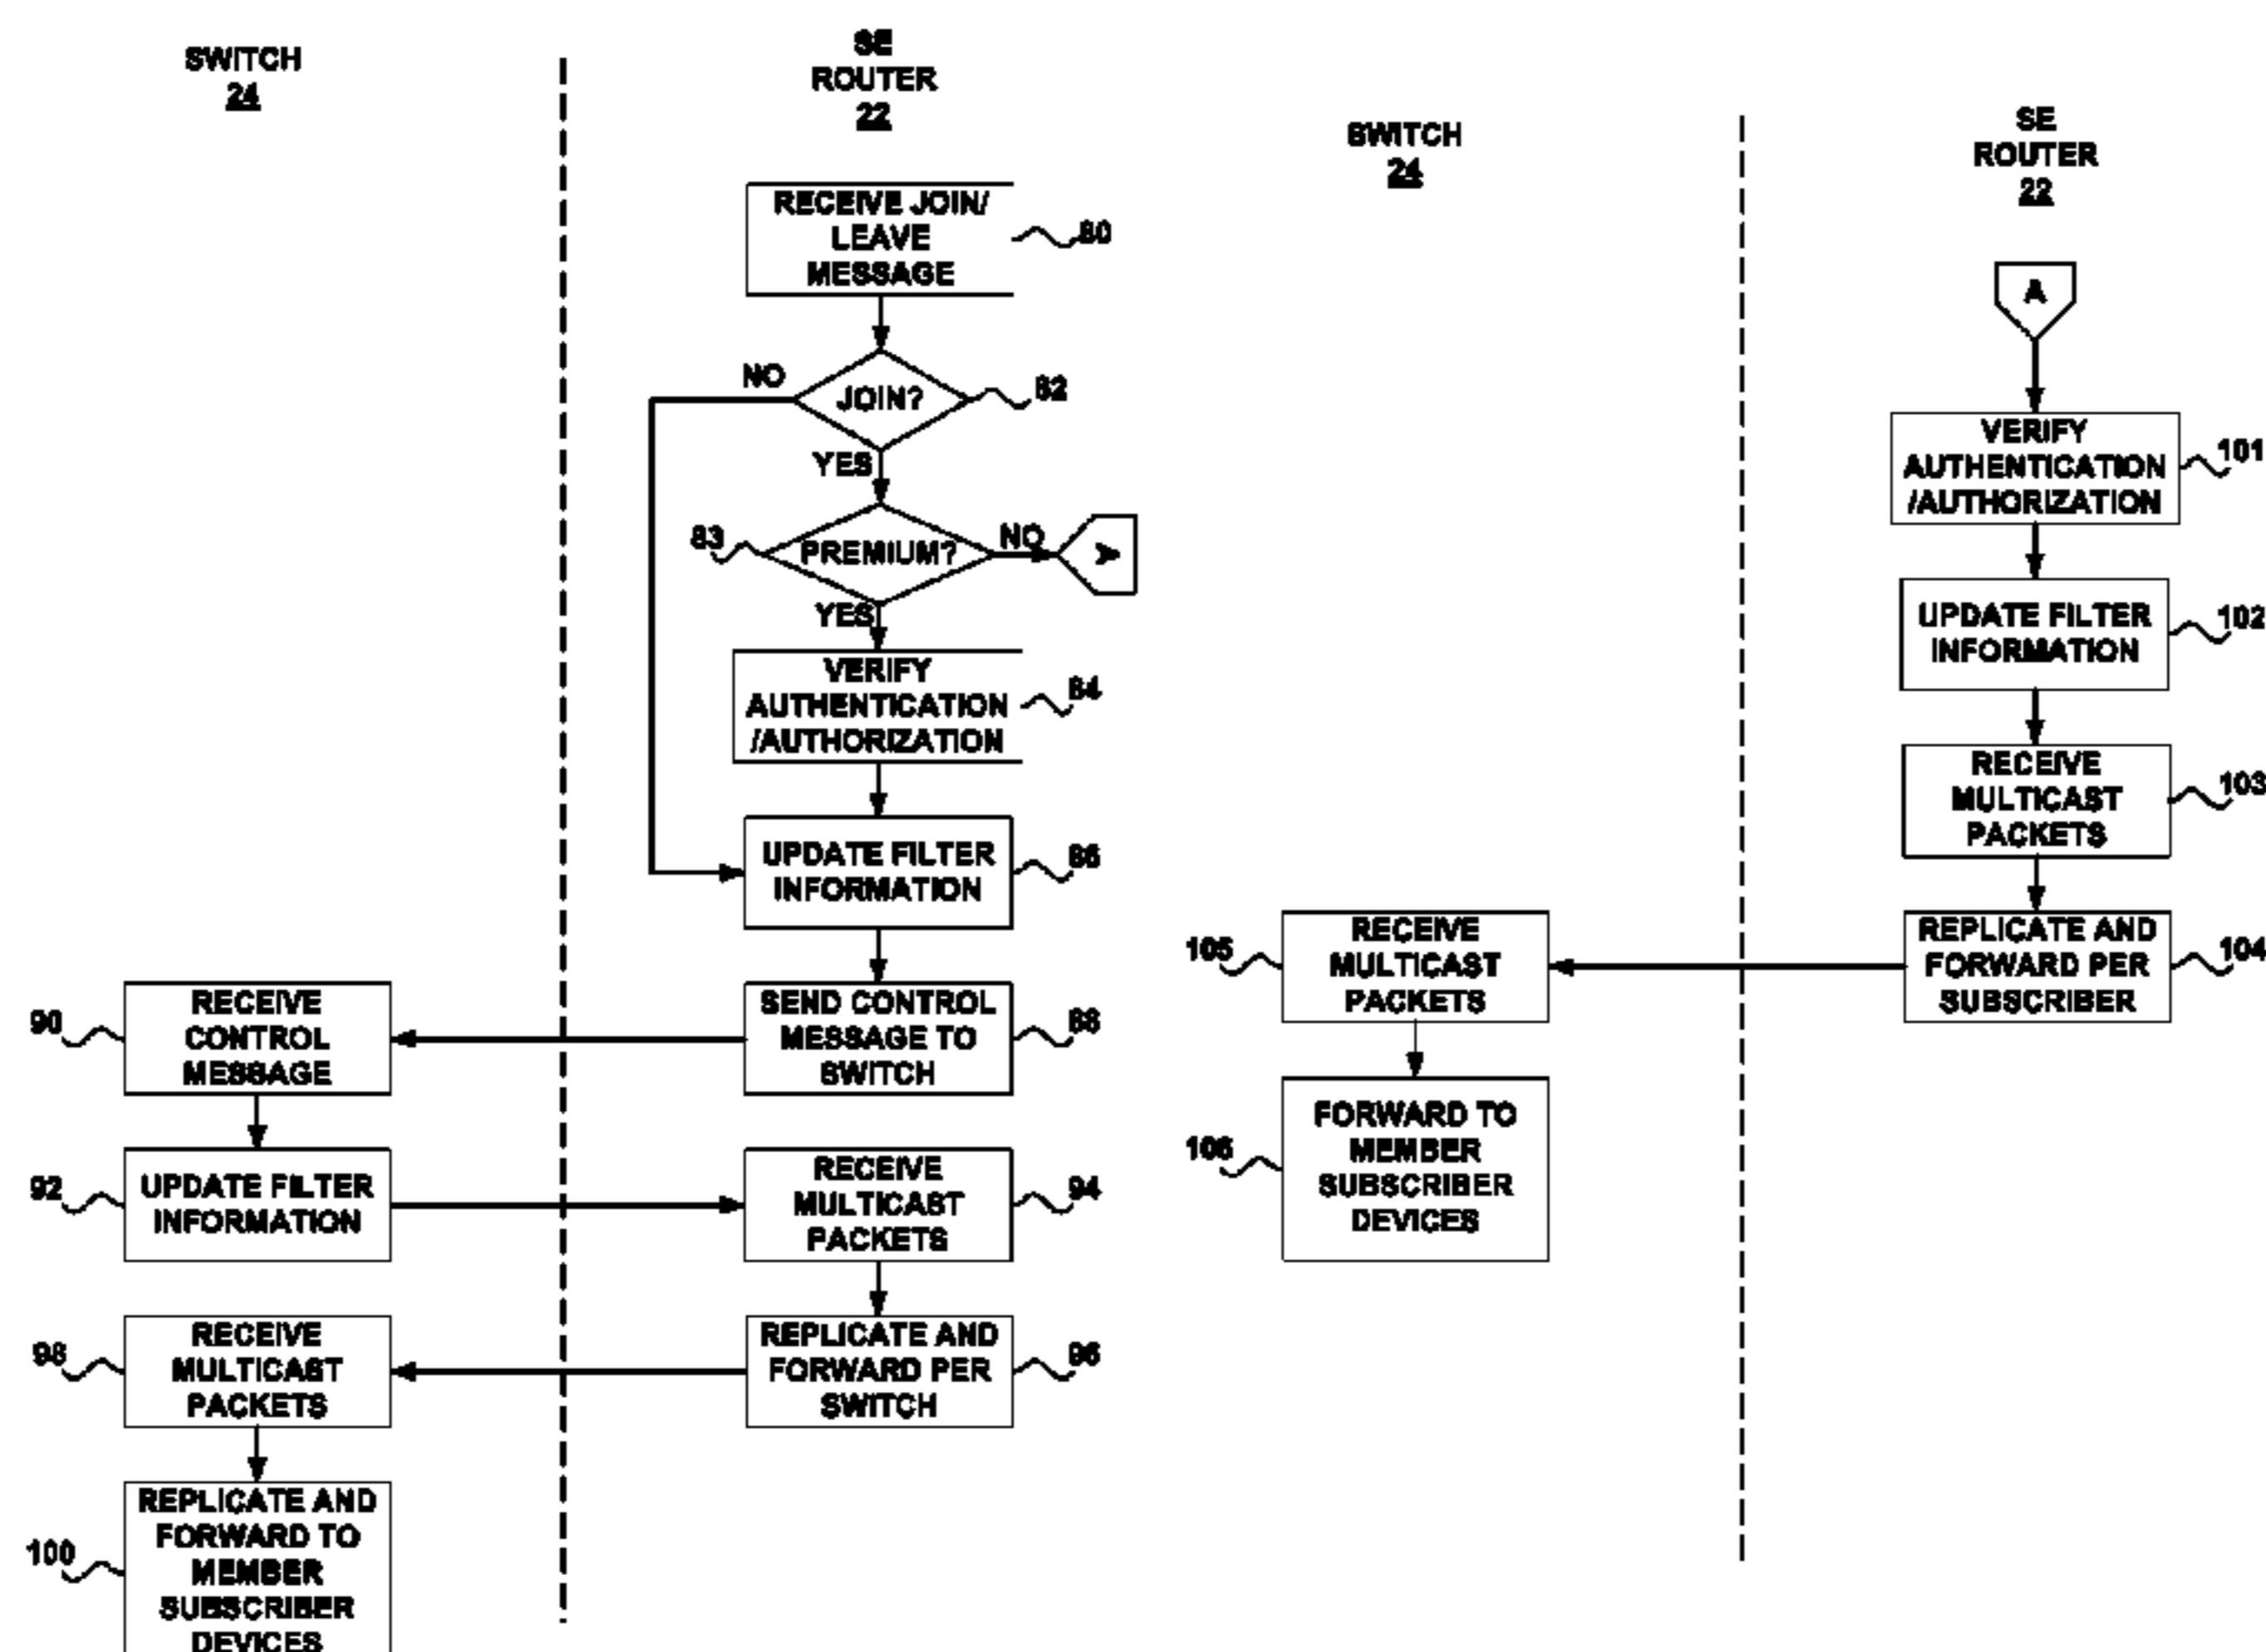 SWITCH
24
SE
ROUTER
22
RECEIVE JOIN/
LEAVE
MESSAGE
80
JOIN?
82
NO
YES
PREMIUM?
83
NO
A
YES
VERIFY
AUTHENTICATION
/AUTHORIZATION
84
UPDATE FILTER
INFORMATION
86
SEND CONTROL
MESSAGE TO
SWITCH
88
RECEIVE
CONTROL
MESSAGE
90
UPDATE FILTER
INFORMATION
92
RECEIVE
MULTICAST
PACKETS
94
REPLICATE AND
FORWARD PER
SWITCH
96
RECEIVE
MULTICAST
PACKETS
98
REPLICATE AND
FORWARD TO
MEMBER
SUBSCRIBER
DEVICES
100
SWITCH
24
SE
ROUTER
22
A
VERIFY
AUTHENTICATION
/AUTHORIZATION
101
UPDATE FILTER
INFORMATION
102
RECEIVE
MULTICAST
PACKETS
103
REPLICATE AND
FORWARD PER
SUBSCRIBER
104
RECEIVE
MULTICAST
PACKETS
105
FORWARD TO
MEMBER
SUBSCRIBER
DEVICES
106